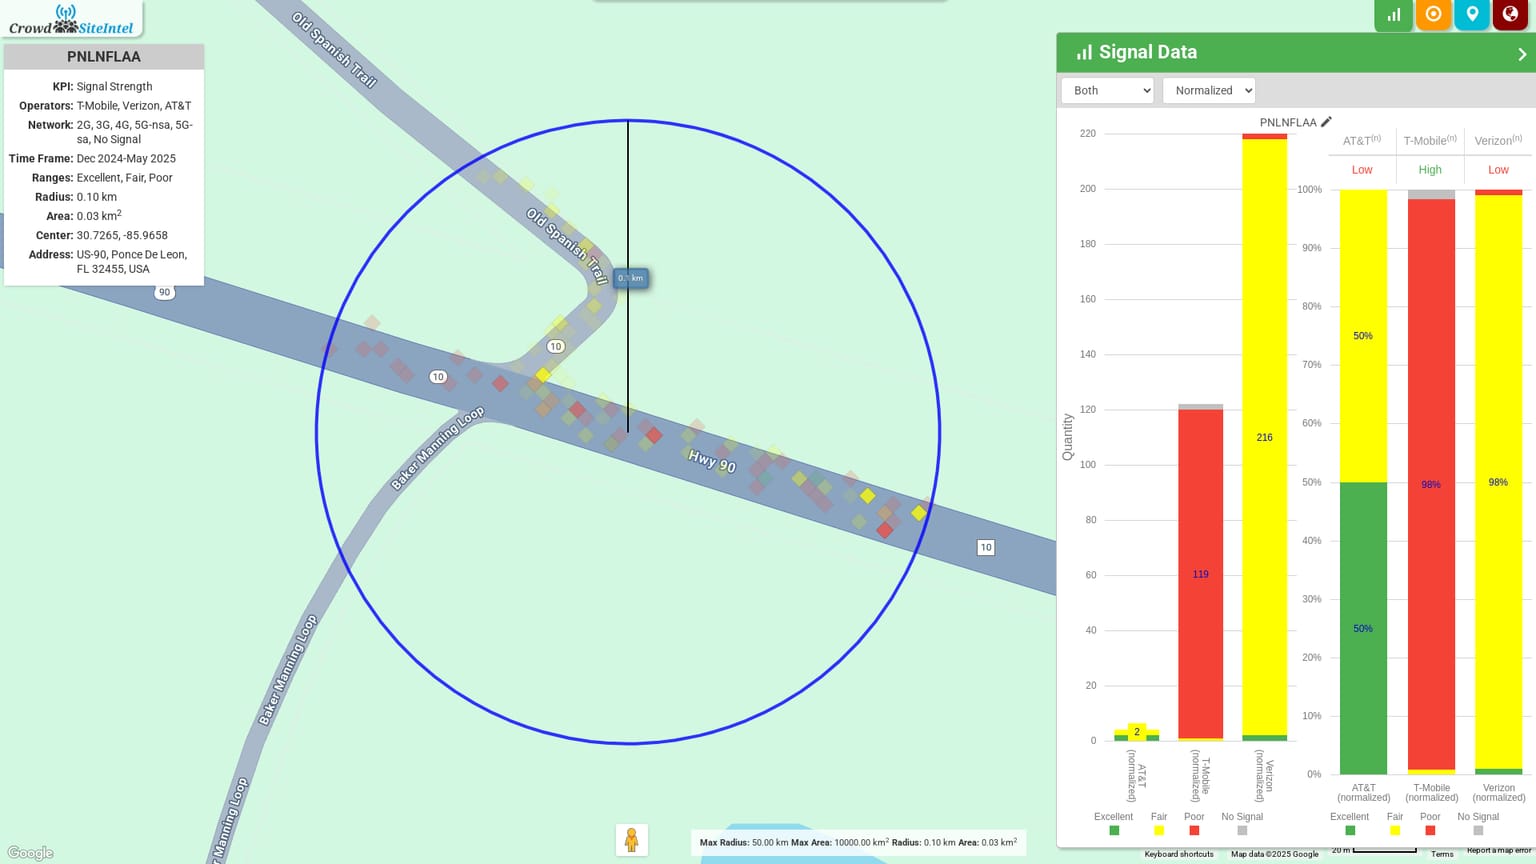 Crowd SiteIntel
PNLNFLAA
KPI: Signal Strength
Operators: T-Mobile, Verizon, AT&T
Network: 2G, 3G, 4G, 5G-nsa, 5G-
sa, No Signal
Time Frame: Dec 2024-May 2025
Ranges: Excellent, Fair, Poor
Radius: 0.10 km
Area: 0.03 km²
Center: 30.7265, -85.9658
Address: US-90, Ponce De Leon,
FL 32455, USA
Old Spanish Trail
Old Spanish Trail
0.1 km
90
10
10
Baker Manning Loop
Hwy 90
10
Baker Manning Loop
Manning Loop
Google
Max Radius: 50.00 km Max Area: 10000.00 km² Radius: 0.10 km Area: 0.03 km²
Signal Data
Both
Normalized
PNLNFLAA
AT&T(n) T-Mobile(n) Verizon(n)
Low High Low
220
200
180
160
140
120
100
80
60
40
20
0
Quantity
2
119
216
AT&T
(normalized)
T-Mobile
(normalized)
Verizon
(normalized)
Excellent Fair Poor No Signal
100%
90%
80%
70%
60%
50%
40%
30%
20%
10%
0%
50%
50%
98%
98%
AT&T
(normalized)
T-Mobile
(normalized)
Verizon
(normalized)
Excellent Fair Poor No Signal
Keyboard shortcuts Map data ©2025 Google 20 m Terms Report a map error